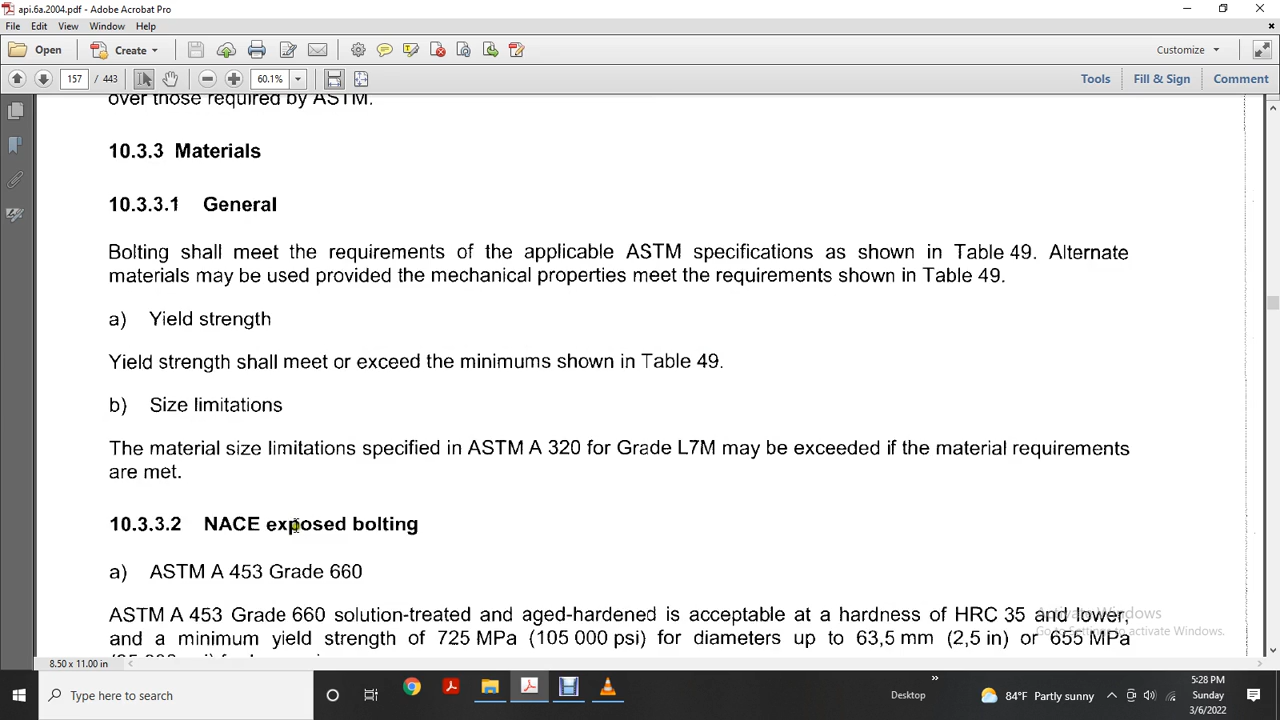 api.6a.2004.pdf - Adobe Acrobat Pro
File Edit View Window Help
Open Create Customize
157 / 443 60.1% Tools Fill & Sign Comment
over those required by ASTM.
10.3.3 Materials
10.3.3.1 General
Bolting shall meet the requirements of the applicable ASTM specifications as shown in Table 49. Alternate
materials may be used provided the mechanical properties meet the requirements shown in Table 49.
a) Yield strength
Yield strength shall meet or exceed the minimums shown in Table 49.
b) Size limitations
The material size limitations specified in ASTM A 320 for Grade L7M may be exceeded if the material requirements
are met.
10.3.3.2 NACE exposed bolting
a) ASTM A 453 Grade 660
ASTM A 453 Grade 660 solution-treated and aged-hardened is acceptable at a hardness of HRC 35 and lower,
and a minimum yield strength of 725 MPa (105 000 psi) for diameters up to 63,5 mm (2,5 in) or 655 MPa
Activate Windows
Go to Settings to activate Windows.
8.50 x 11.00 in
Type here to search
Desktop
84°F Partly sunny
5:28 PM
Sunday
3/6/2022